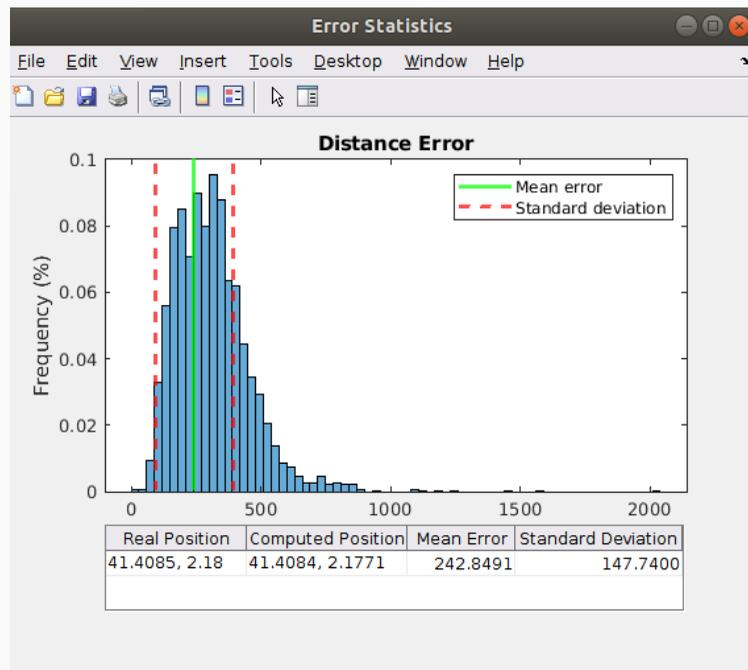 Error Statistics
File Edit View Insert Tools Desktop Window Help
Distance Error
0.1
0.08
0.06
0.04
0.02
0
Frequency (%)
Mean error
Standard deviation
0 500 1000 1500 2000
Real Position Computed Position Mean Error Standard Deviation
41.4085, 2.18 41.4084, 2.1771 242.8491 147.7400